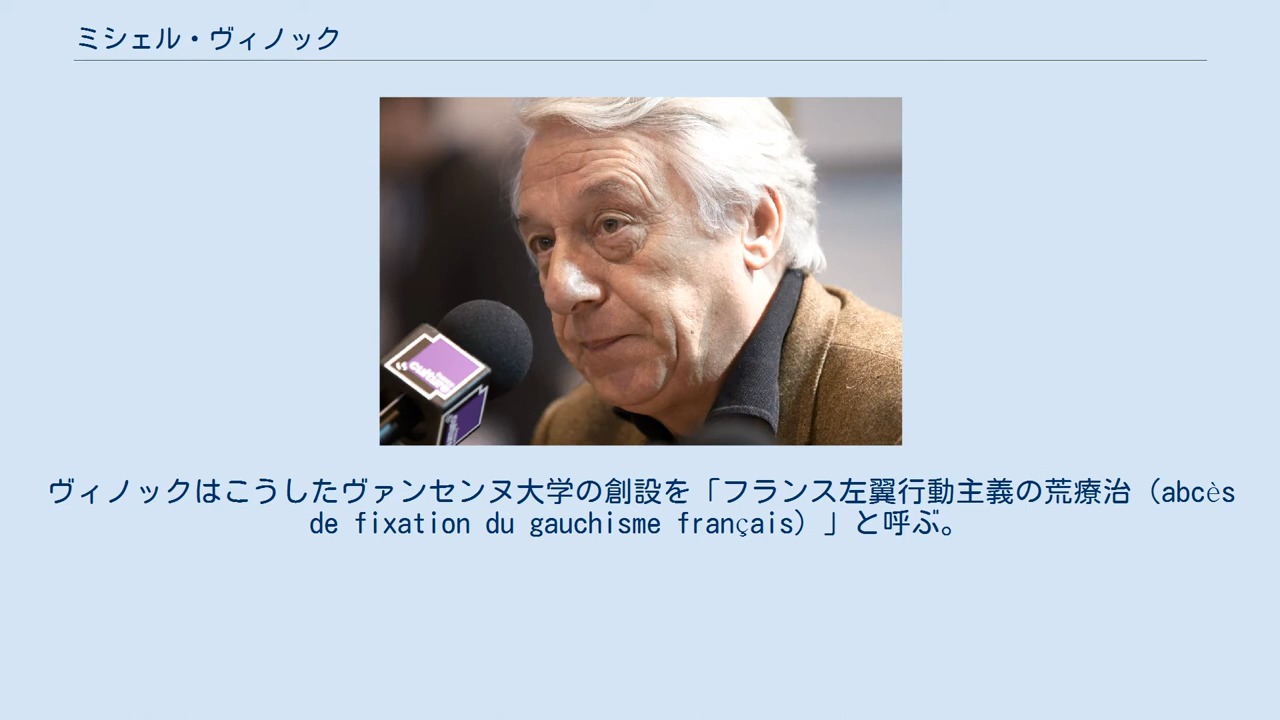 ミシェル・ヴィノック
culture
ヴィノックはこうしたヴァンセンヌ大学の創設を「フランス左翼行動主義の荒療治（abcès
de fixation du gauchisme français）」と呼ぶ。